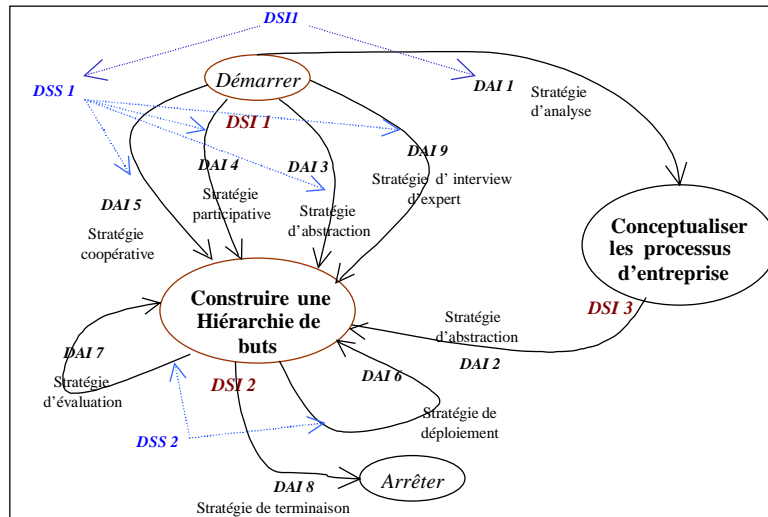 DSI1
Démarrer
DAI 1
Stratégie
d'analyse
DSS 1
DSI 1
DAI 9
Stratégie d' interview
d'expert
DAI 4
Stratégie
participative
DAI 3
Stratégie
d'abstraction
DAI 5
Stratégie
coopérative
Conceptualiser
les processus
d'entreprise
DSI 3
Construire une
Hiérarchie de
buts
Stratégie
d'abstraction
DAI 2
DAI 7
Stratégie
d'évaluation
DSI 2
DAI 6
Stratégie de
déploiement
DSS 2
DAI 8
Stratégie de terminaison
Arrêter